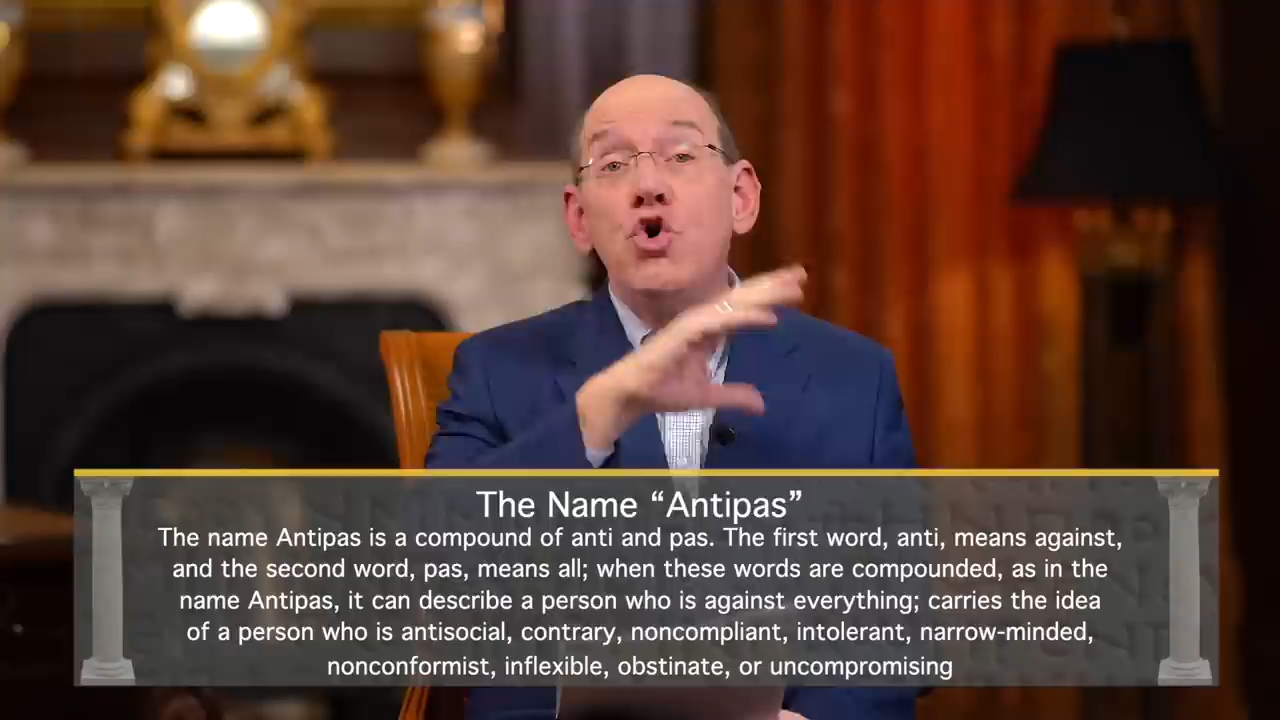 The Name “Antipas”
The name Antipas is a compound of anti and pas. The first word, anti, means against,
and the second word, pas, means all; when these words are compounded, as in the
name Antipas, it can describe a person who is against everything; carries the idea
of a person who is antisocial, contrary, noncompliant, intolerant, narrow-minded,
nonconformist, inflexible, obstinate, or uncompromising